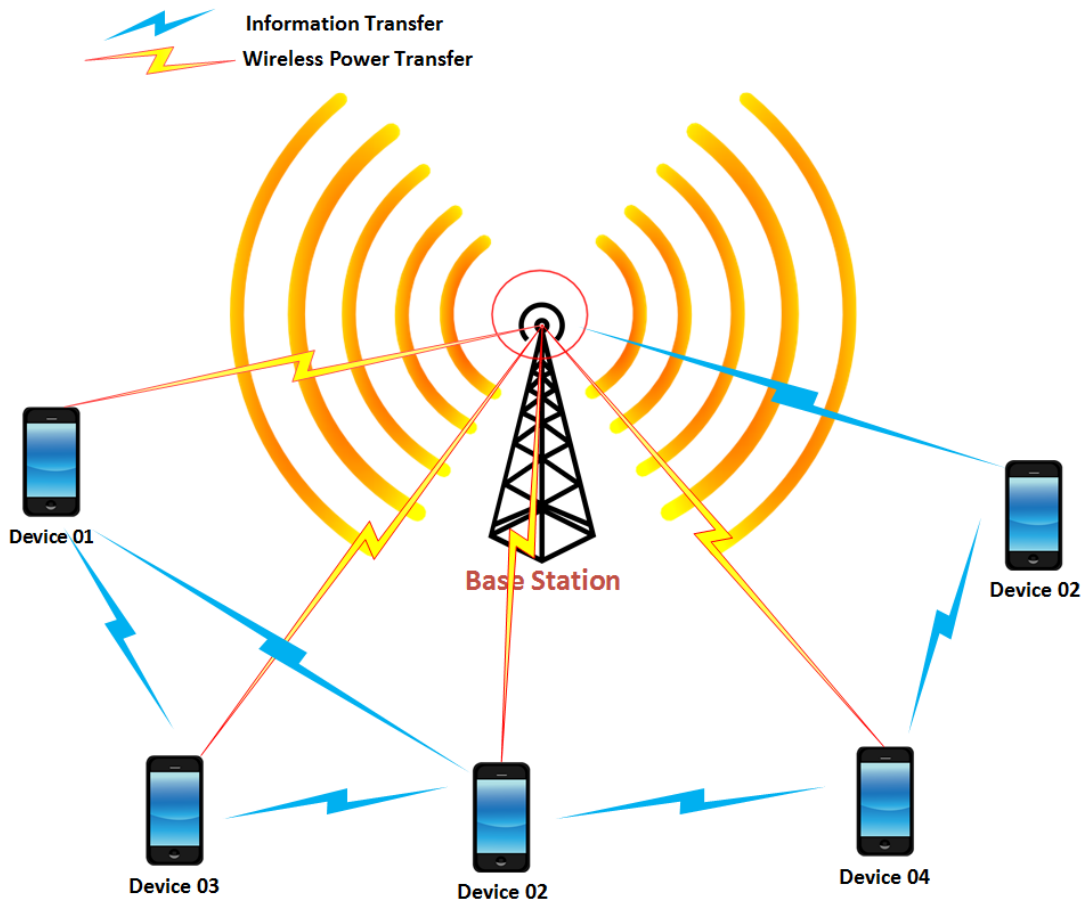 Information Transfer
Wireless Power Transfer
Base Station
Device 01
Device 02
Device 03
Device 02
Device 04